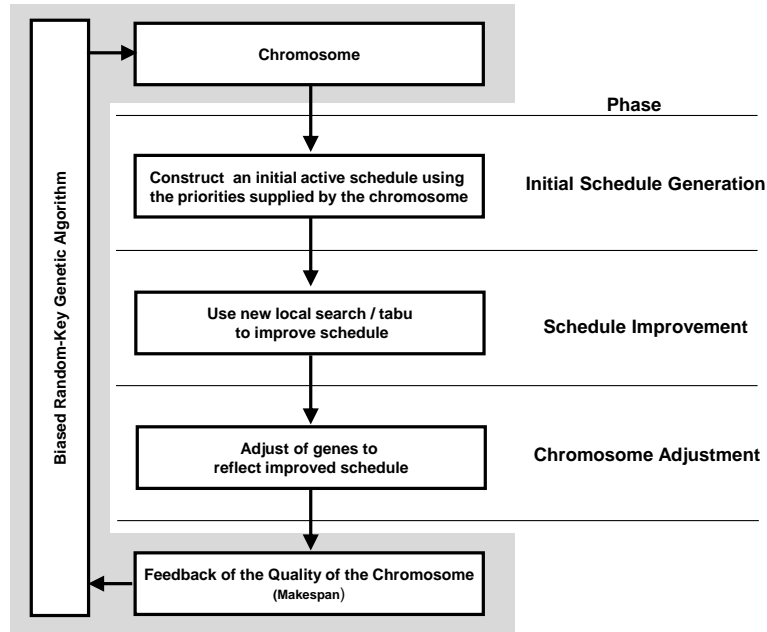 Biased Random-Key Genetic Algorithm
Chromosome
Phase
Construct an initial active schedule using
the priorities supplied by the chromosome
Initial Schedule Generation
Use new local search / tabu
to improve schedule
Schedule Improvement
Adjust of genes to
reflect improved schedule
Chromosome Adjustment
Feedback of the Quality of the Chromosome
(Makespan)